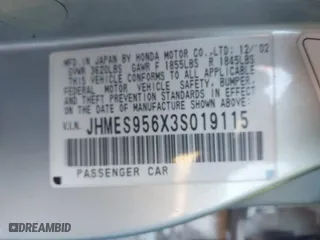 MFD. IN JAPAN BY HONDA MOTOR CO., LTD. 12/02
GVWR 3620LBS GAWR F 1855LBS R 1845LBS
THIS VEHICLE CONFORMS TO ALL APPLICABLE
FEDERAL MOTOR VEHICLE SAFETY, BUMPER,
AND THEFT PREVENTION STANDARDS IN EFFECT
ON THE DATE OF MANUFACTURE SHOWN ABOVE.
V.I.N. JHMES956X3S019115
PASSENGER CAR
DREAMBID